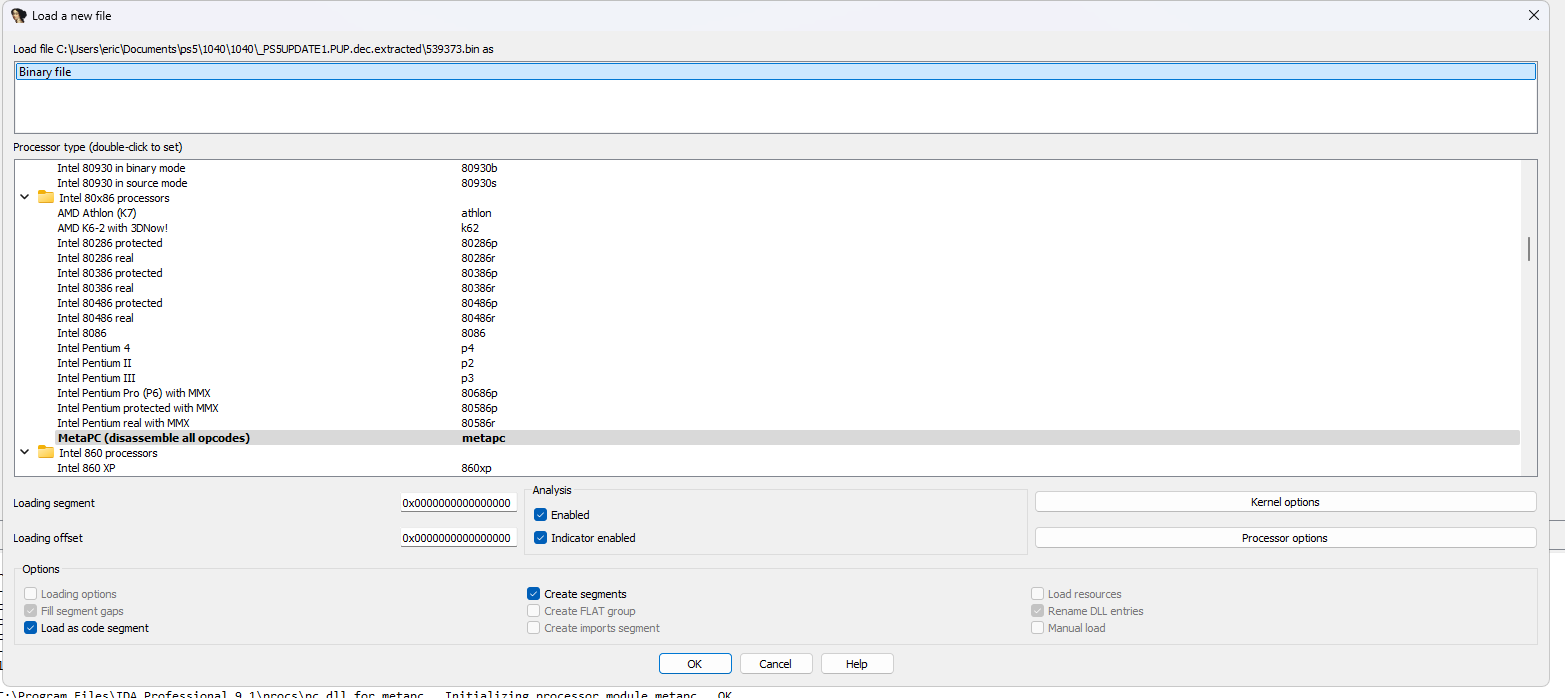 Load a new file
Load file C:\Users\eric\Documents\ps5\1040\1040\_PS5UPDATE1.PUP.dec.extracted\539373.bin as
Binary file
Processor type (double-click to set)
Intel 80930 in binary mode 80930b
Intel 80930 in source mode 80930s
Intel 80x86 processors
AMD Athlon (K7) athlon
AMD K6-2 with 3DNow! k62
Intel 80286 protected 80286p
Intel 80286 real 80286r
Intel 80386 protected 80386p
Intel 80386 real 80386r
Intel 80486 protected 80486p
Intel 80486 real 80486r
Intel 8086 8086
Intel Pentium 4 p4
Intel Pentium II p2
Intel Pentium III p3
Intel Pentium Pro (P6) with MMX 80686p
Intel Pentium protected with MMX 80586p
Intel Pentium real with MMX 80586r
MetaPC (disassemble all opcodes) metapc
Intel 860 processors
Intel 860 XP 860xp
Loading segment 0x0000000000000000
Loading offset 0x0000000000000000
Analysis
Enabled
Indicator enabled
Kernel options
Processor options
Options
Loading options
Fill segment gaps
Load as code segment
Create segments
Create FLAT group
Create imports segment
Load resources
Rename DLL entries
Manual load
OK Cancel Help
C:\Program Files\IDA Professional 9.1\procs\pc.dll for metapc... Initializing processor module metapc...OK